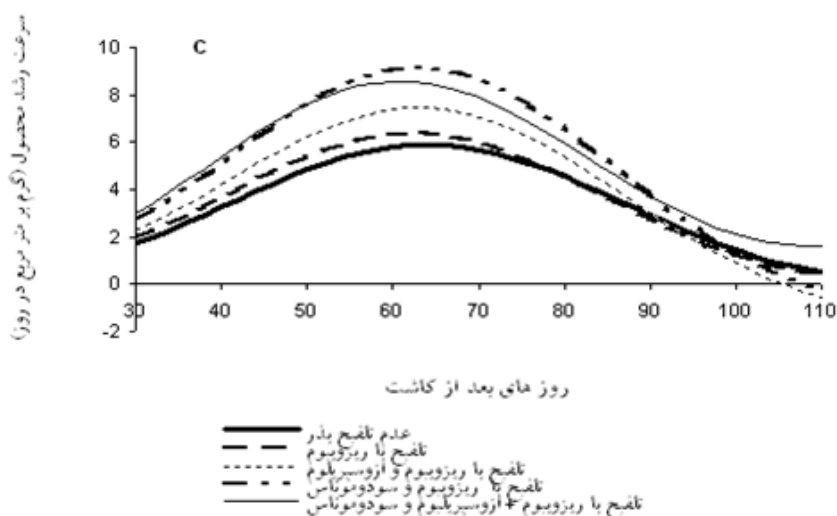 C
سرعت رشد محصول (گرم بر متر مربع در روز)
10
8
6
4
2
0
-2
30 40 50 60 70 80 90 100 110
روز های بعد از کاشت
عدم تلقیح بذر
تلقیح با ریزوبیوم
تلقیح با ریزوبیوم و آزوسپریلوم
تلقیح با ریزوبیوم و سودوموناس
تلقیح با ریزوبیوم + آزوسپریلیوم و سودوموناس